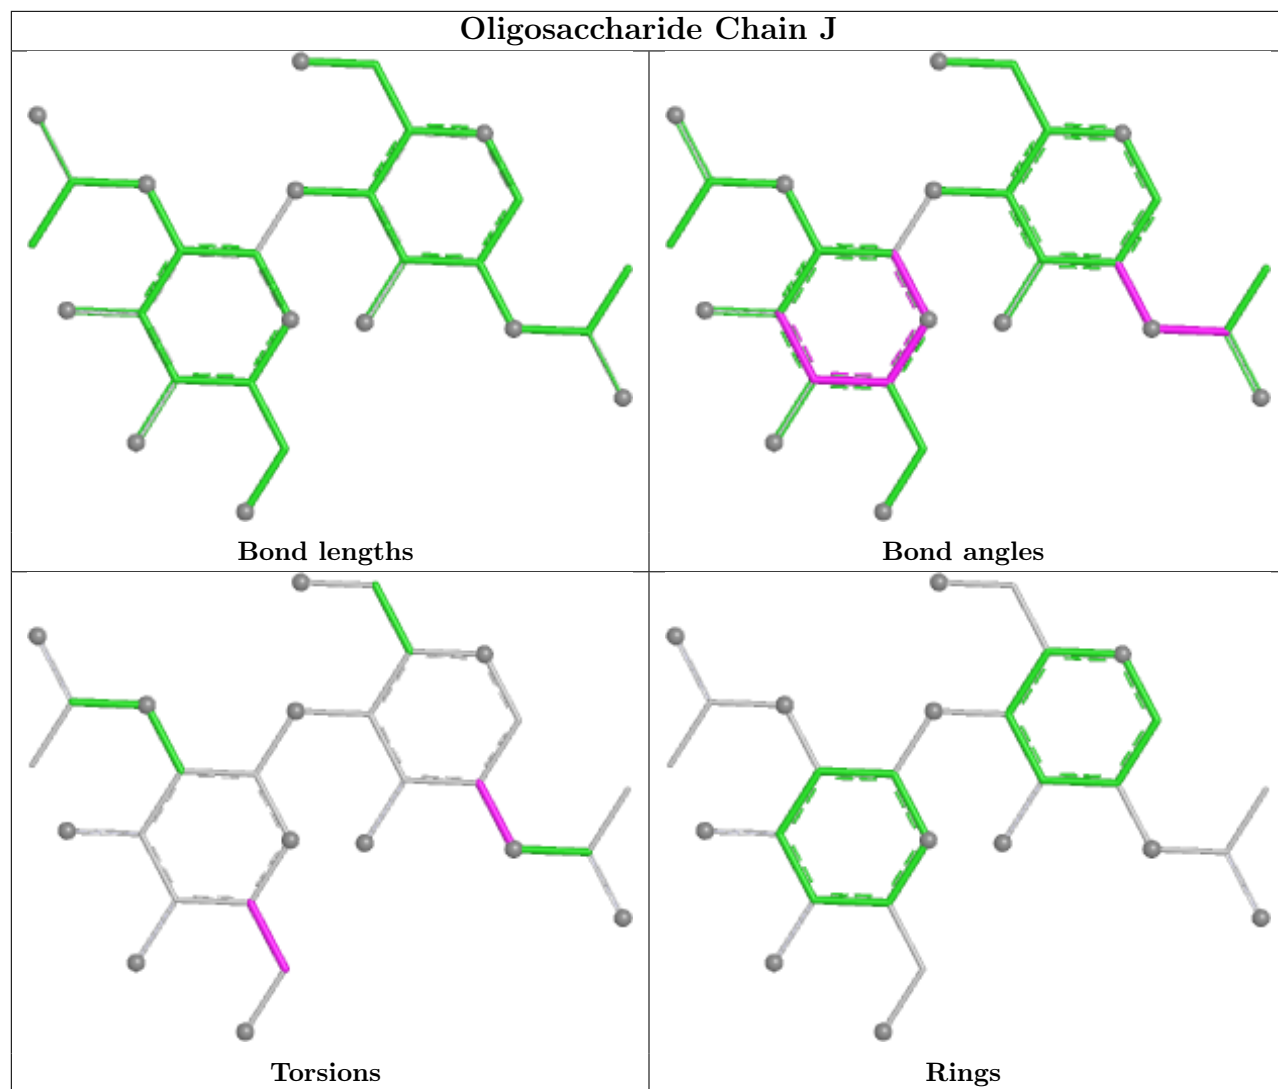 Oligosaccharide Chain J
Bond lengths
Bond angles
Torsions
Rings